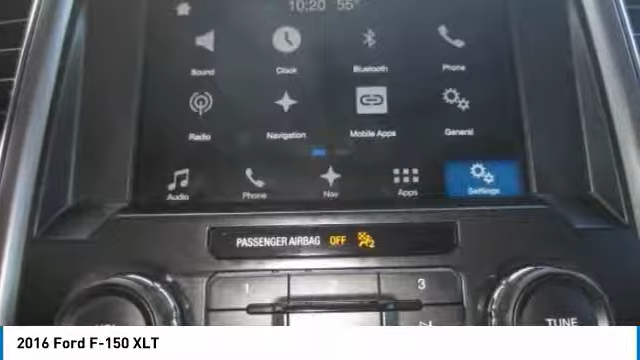 10:20 55°
Sound Clock Bluetooth Phone
Radio Navigation Mobile Apps General
Audio Phone Nav Apps Settings
PASSENGER AIRBAG OFF 2
1 3
VOL TUNE
2016 Ford F-150 XLT